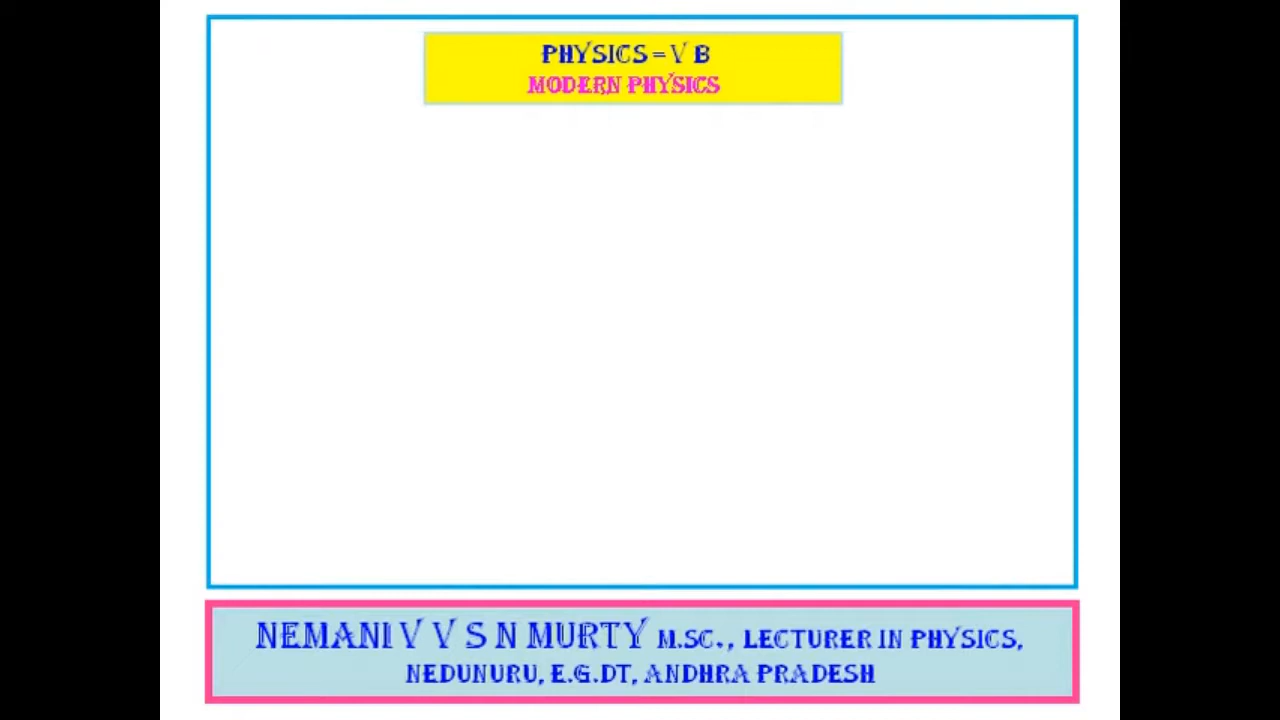 PHYSICS = V B
MODERN PHYSICS
NEMANI V V S N MURTY M.SC., LECTURER IN PHYSICS,
NEDUNURU, E.G.DT, ANDHRA PRADESH